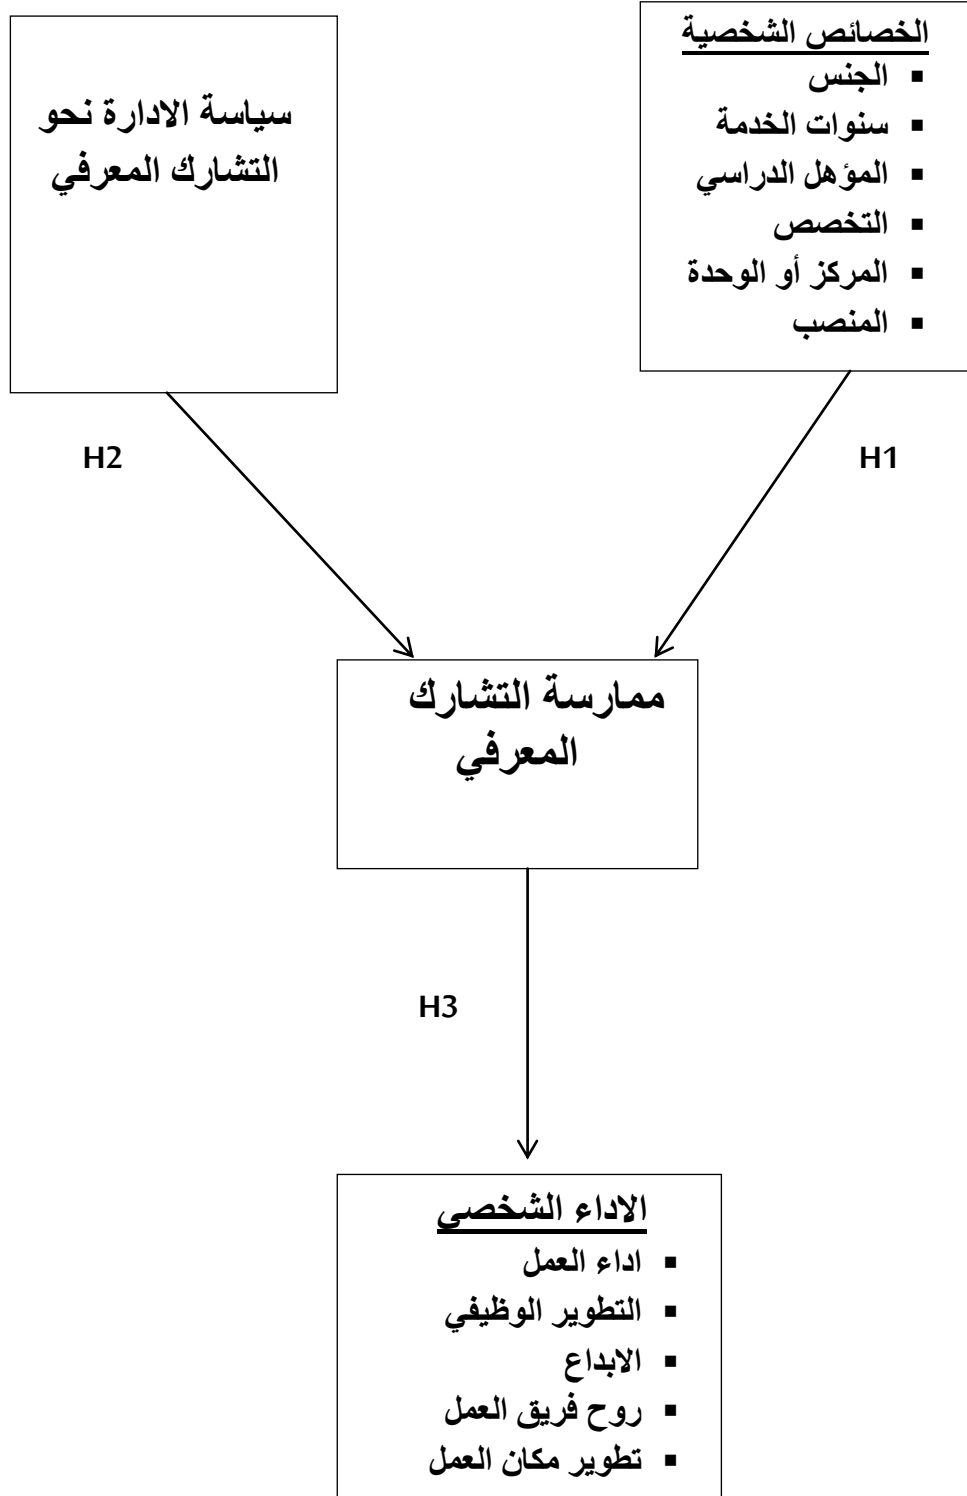 الخصائص الشخصية
▪ الجنس
▪ سنوات الخدمة
▪ المؤهل الدراسي
▪ التخصص
▪ المركز أو الوحدة
▪ المنصب
سياسة الادارة نحو
التشارك المعرفي
H1
H2
ممارسة التشارك
المعرفي
H3
الاداء الشخصي
▪ اداء العمل
▪ التطوير الوظيفي
▪ الابداع
▪ روح فريق العمل
▪ تطوير مكان العمل